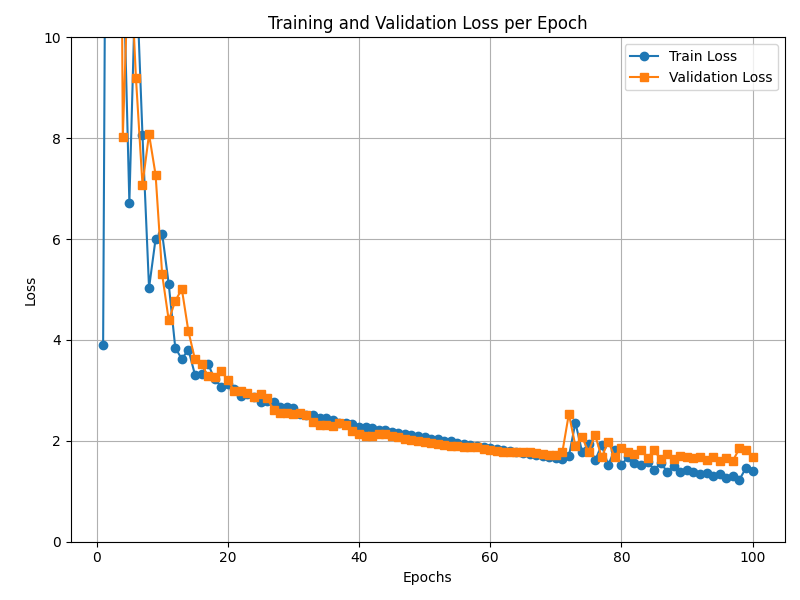 Training and Validation Loss per Epoch
Train Loss
Validation Loss
Loss
10
8
6
4
2
0
0 20 40 60 80 100
Epochs